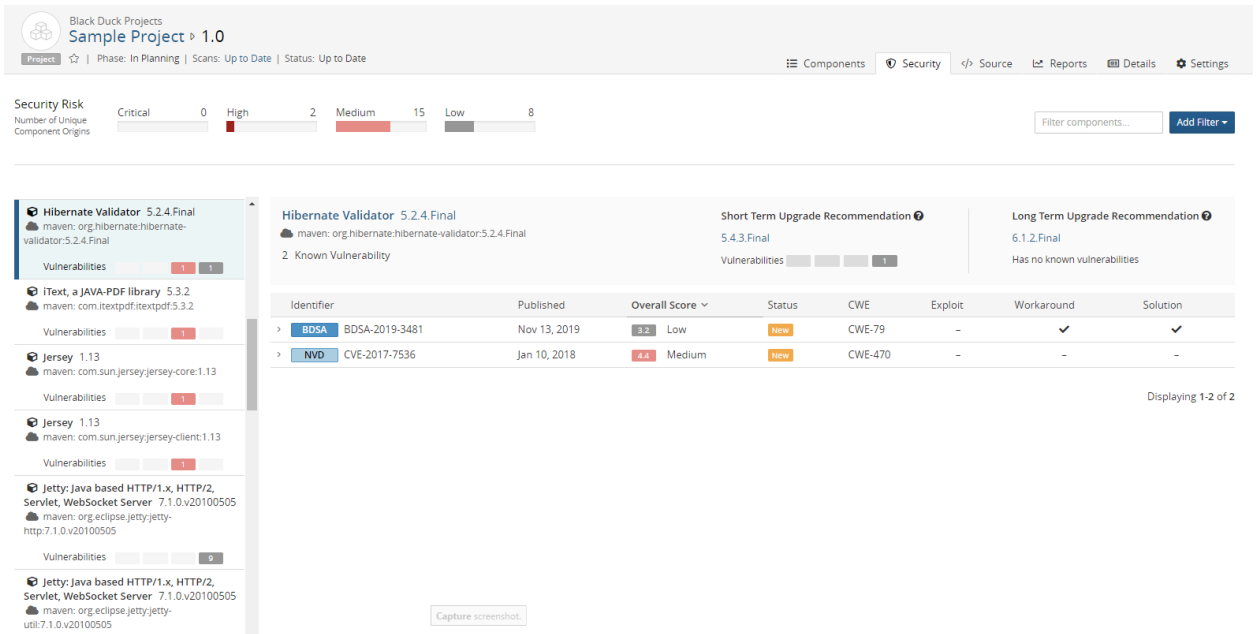 Black Duck Projects
Sample Project ▹ 1.0
Project | Phase: In Planning | Scans: Up to Date | Status: Up to Date
Components Security </> Source Reports Details Settings
Security Risk
Number of Unique
Component Origins
Critical 0 High 2 Medium 15 Low 8
Filter components... Add Filter
Hibernate Validator 5.2.4.Final
maven: org.hibernate:hibernate-
validator:5.2.4.Final
Vulnerabilities 1 1
iText, a JAVA-PDF library 5.3.2
maven: com.itextpdf:itextpdf:5.3.2
Vulnerabilities 1
Jersey 1.13
maven: com.sun.jersey:jersey-core:1.13
Vulnerabilities 1
Jersey 1.13
maven: com.sun.jersey:jersey-client:1.13
Vulnerabilities 1
Jetty: Java based HTTP/1.x, HTTP/2,
Servlet, WebSocket Server 7.1.0.v20100505
maven: org.eclipse.jetty:jetty-
http:7.1.0.v20100505
Vulnerabilities 9
Jetty: Java based HTTP/1.x, HTTP/2,
Servlet, WebSocket Server 7.1.0.v20100505
maven: org.eclipse.jetty:jetty-
util:7.1.0.v20100505
Hibernate Validator 5.2.4.Final
maven: org.hibernate:hibernate-validator:5.2.4.Final
2 Known Vulnerability
Short Term Upgrade Recommendation ?
5.4.3.Final
Vulnerabilities 1
Long Term Upgrade Recommendation ?
6.1.2.Final
Has no known vulnerabilities
Identifier Published Overall Score Status CWE Exploit Workaround Solution
> BDSA BDSA-2019-3481 Nov 13, 2019 3.2 Low New CWE-79 – ✔ ✔
> NVD CVE-2017-7536 Jan 10, 2018 4.4 Medium New CWE-470 – – –
Displaying 1-2 of 2
Capture screenshot.